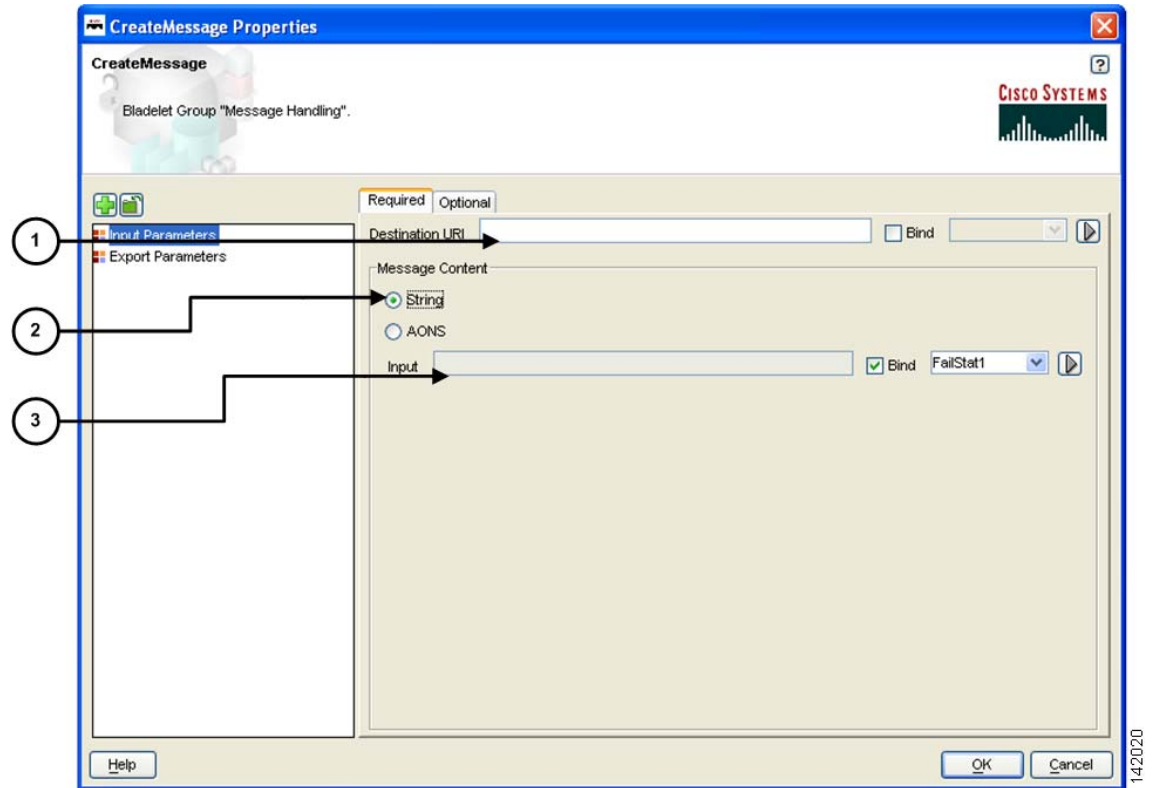 CreateMessage Properties
CreateMessage
?
Bladelet Group "Message Handling".
CISCO SYSTEMS
Required Optional
1
Input Parameters
Destination URI Bind
Export Parameters
Message Content
2
String
AONS
Input Bind FailStat1
3
Help OK Cancel
142020